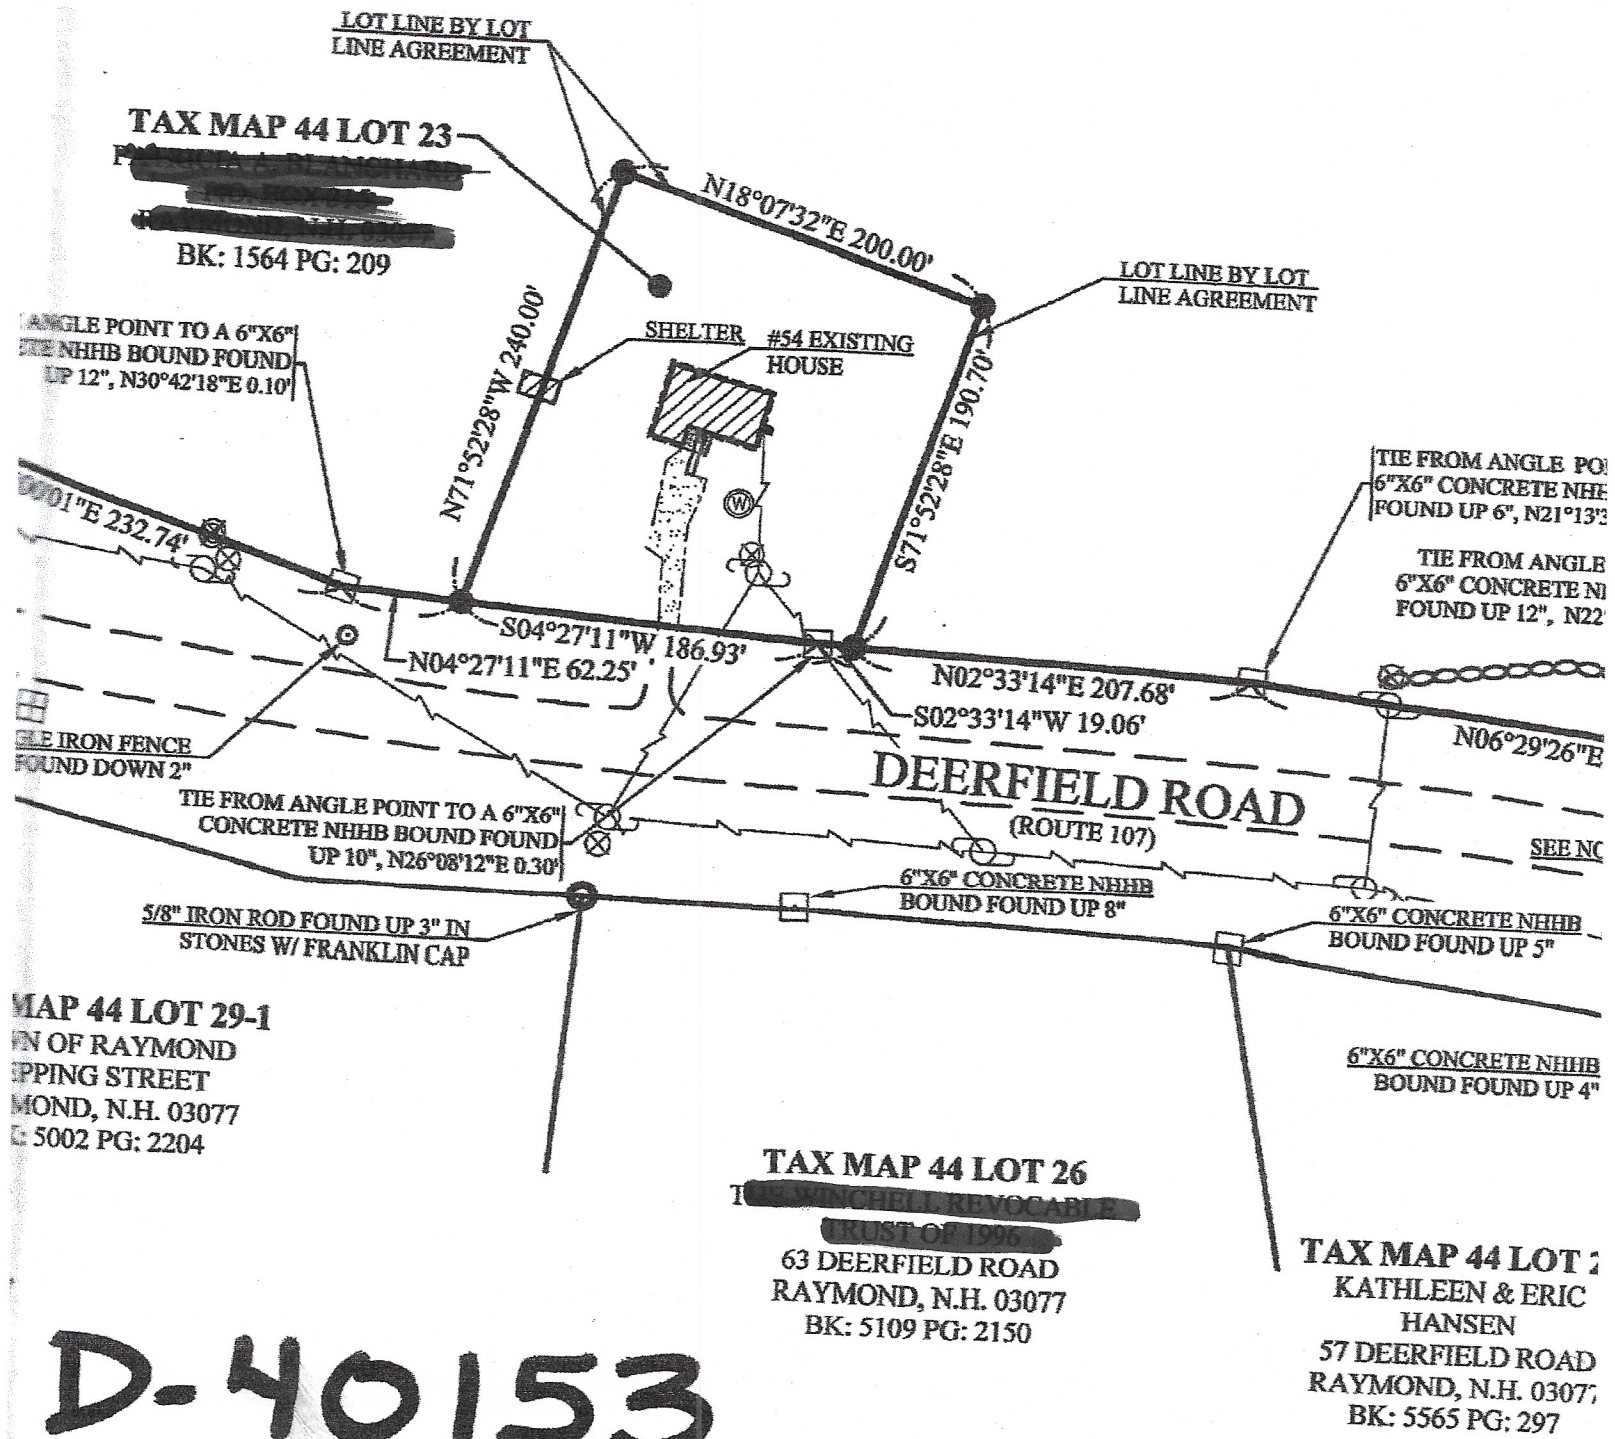 LOT LINE BY LOT
LINE AGREEMENT
TAX MAP 44 LOT 23
BK: 1564 PG: 209
N18°07'32"E 200.00'
LOT LINE BY LOT
LINE AGREEMENT
N71°52'28"W 240.00'
SHELTER
#54 EXISTING
HOUSE
S71°52'28"E 190.70'
ANGLE POINT TO A 6"X6"
NHHB BOUND FOUND
UP 12", N30°42'18"E 0.10'
TIE FROM ANGLE
6"X6" CONCRETE
FOUND UP 6", N21°13'
TIE FROM ANGLE
6"X6" CONCRETE
FOUND UP 12", N22°
01"E 232.74'
W
S04°27'11"W 186.93'
N04°27'11"E 62.25'
N02°33'14"E 207.68'
S02°33'14"W 19.06'
N06°29'26"E
IRON FENCE
FOUND DOWN 2"
DEERFIELD ROAD
(ROUTE 107)
TIE FROM ANGLE POINT TO A 6"X6"
CONCRETE NHHB BOUND FOUND
UP 10", N26°08'12"E 0.30'
SEE
6"X6" CONCRETE NHHB
BOUND FOUND UP 8"
5/8" IRON ROD FOUND UP 3" IN
STONES W/ FRANKLIN CAP
6"X6" CONCRETE NHHB
BOUND FOUND UP 5"
MAP 44 LOT 29-1
OF RAYMOND
STREET
N.H. 03077
5002 PG: 2204
6"X6" CONCRETE NHHB
BOUND FOUND UP 4"
TAX MAP 44 LOT 26
63 DEERFIELD ROAD
RAYMOND, N.H. 03077
BK: 5109 PG: 2150
TAX MAP 44 LOT
KATHLEEN & ERIC
HANSEN
57 DEERFIELD ROAD
RAYMOND, N.H. 03077
BK: 5565 PG: 297
D-40153